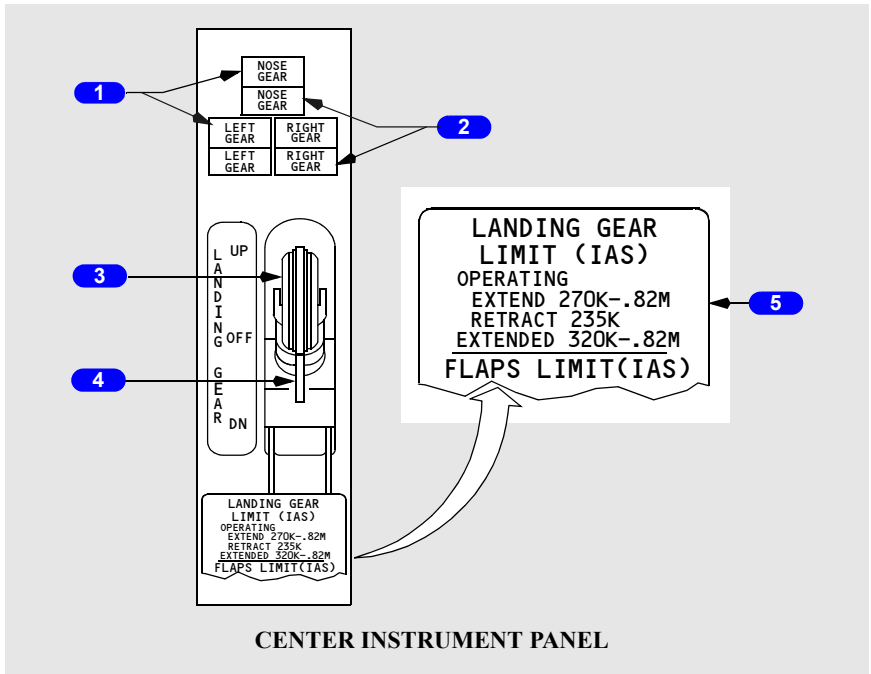 NOSE
GEAR
NOSE
GEAR
1
2
LEFT
GEAR
RIGHT
GEAR
LEFT
GEAR
RIGHT
GEAR
LANDING GEAR
UP
OFF
DN
3
4
LANDING GEAR
LIMIT (IAS)
OPERATING
EXTEND 270K-.82M
RETRACT 235K
EXTENDED 320K-.82M
FLAPS LIMIT(IAS)
5
LANDING GEAR
LIMIT (IAS)
OPERATING
EXTEND 270K-.82M
RETRACT 235K
EXTENDED 320K-.82M
FLAPS LIMIT(IAS)
CENTER INSTRUMENT PANEL